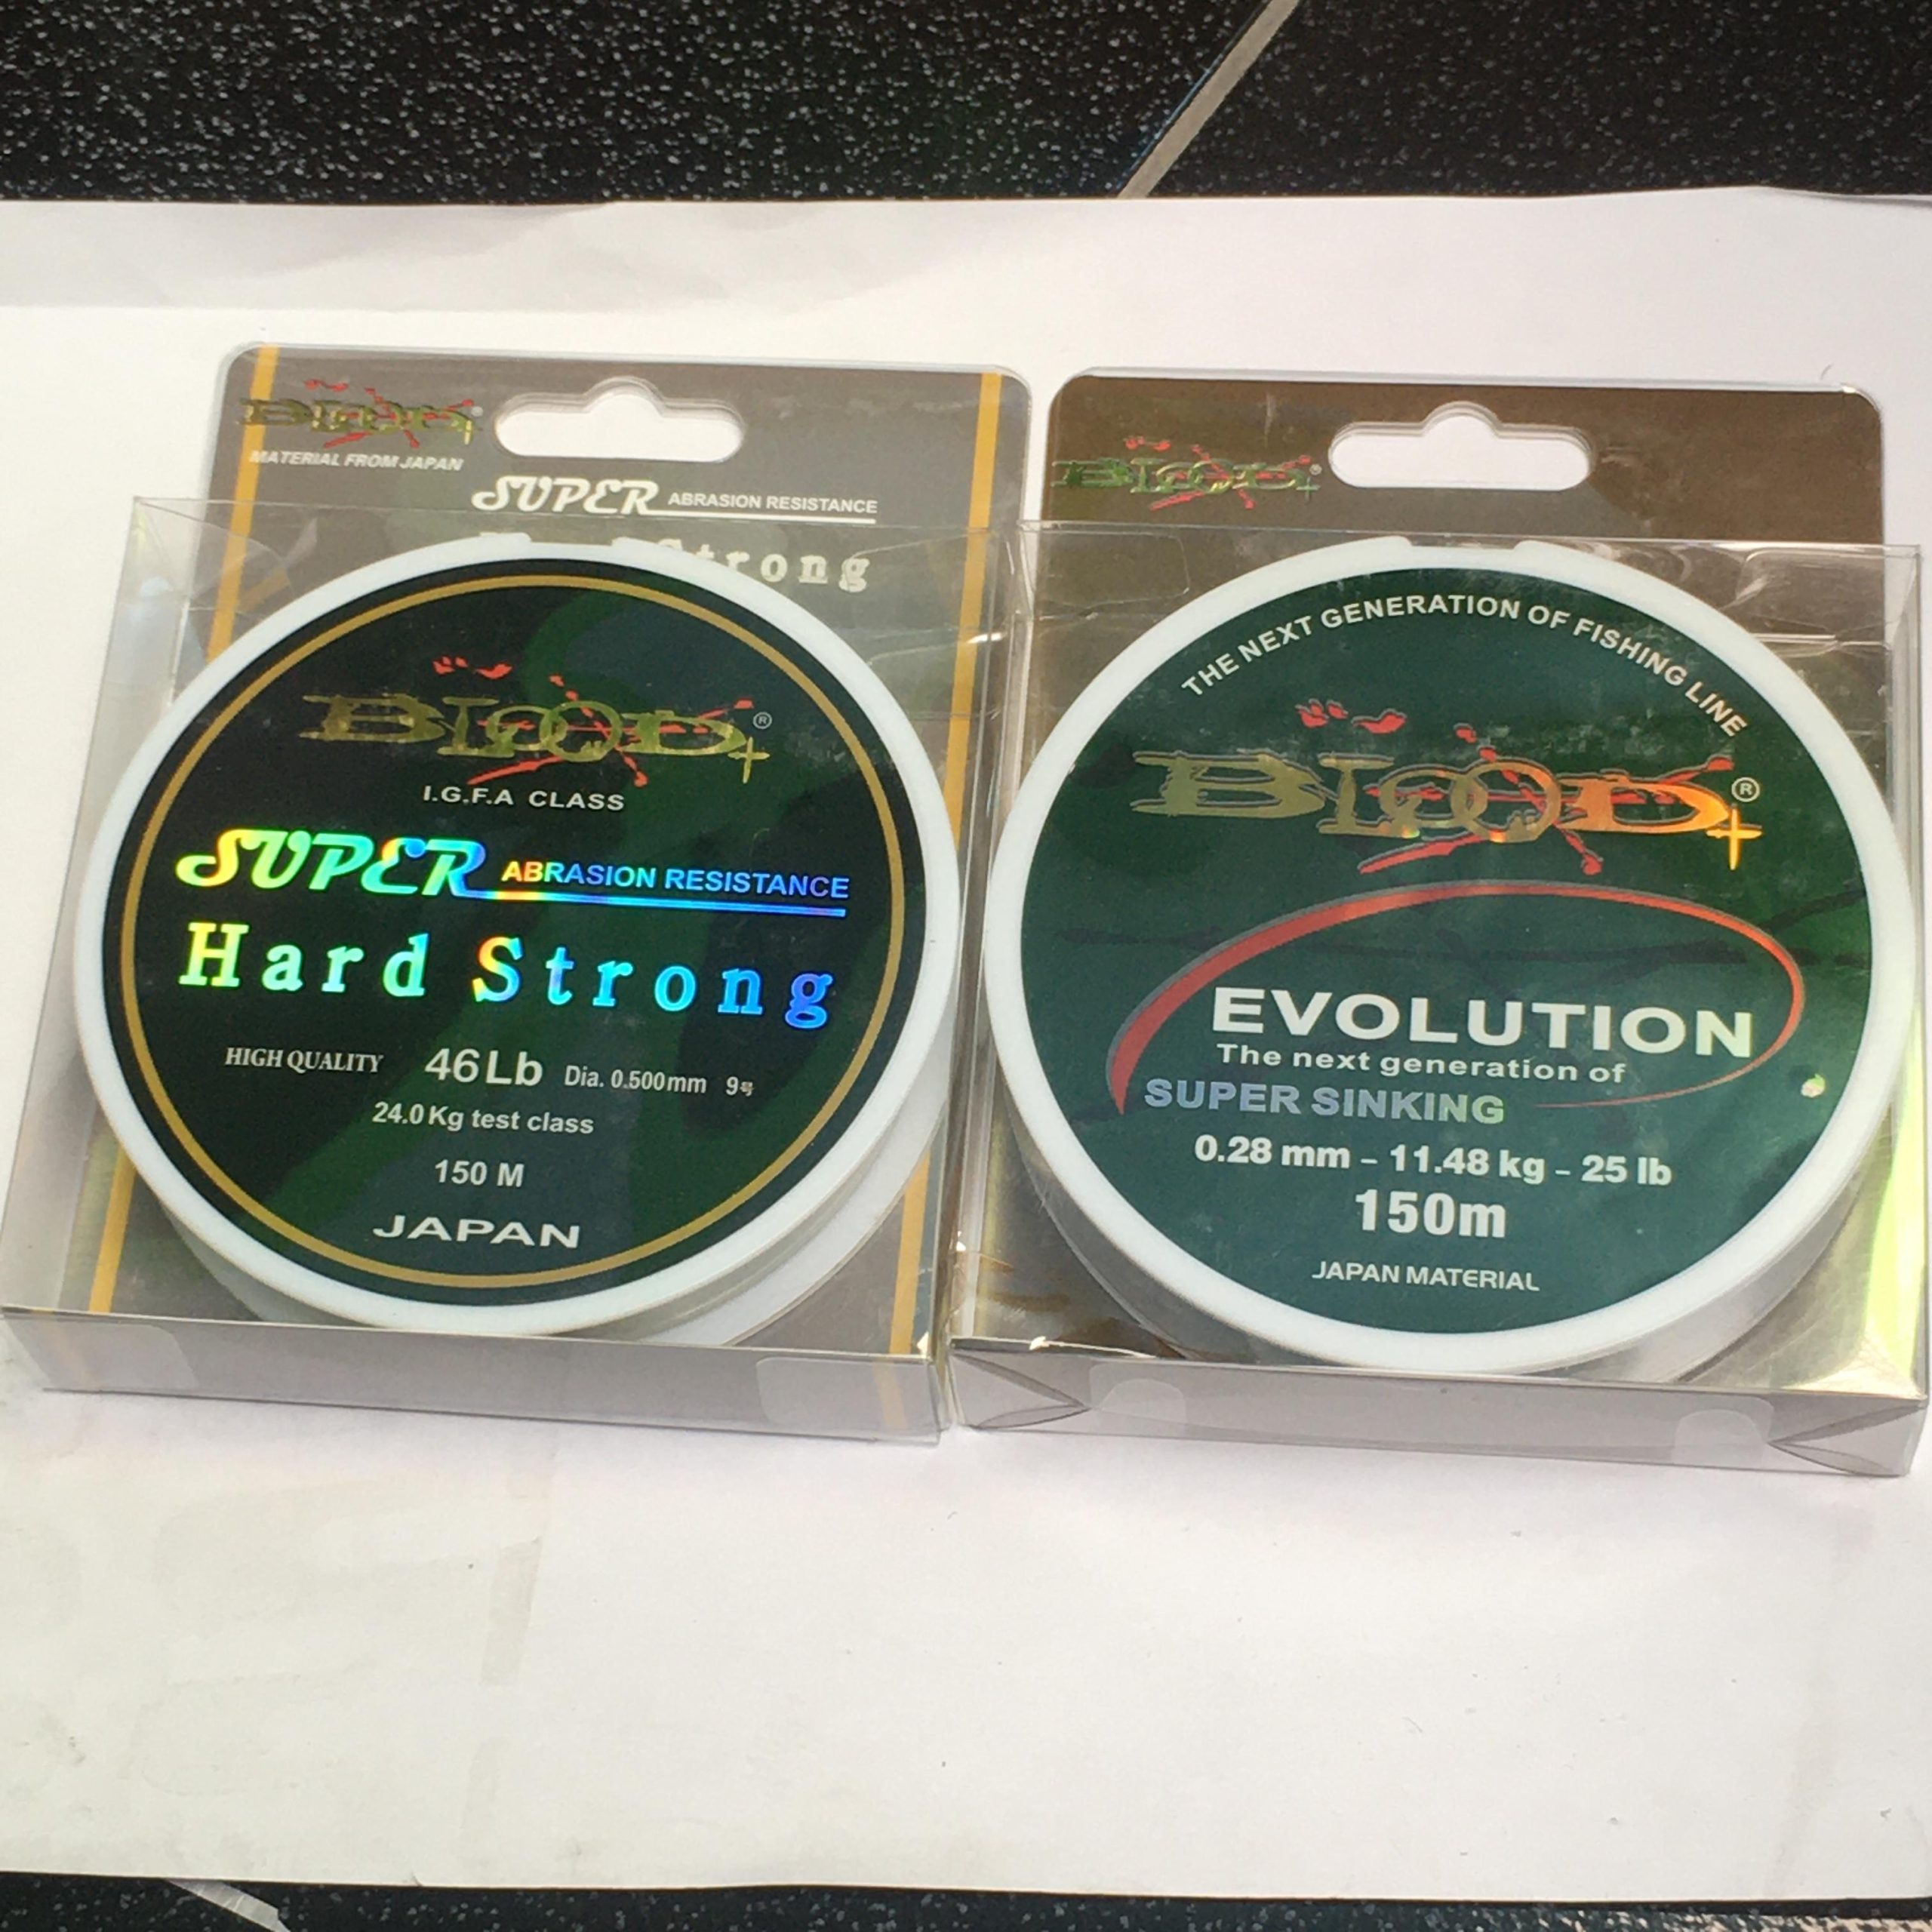 BLOOD+ ®
MATERIAL FROM JAPAN
SUPER ABRASION RESISTANCE
Strong
BLOOD+ ®
I.G.F.A CLASS
SUPER ABRASION RESISTANCE
Hard Strong
HIGH QUALITY 46Lb Dia. 0.500mm 9号
24.0Kg test class
150 M
JAPAN
BLOOD+ ®
THE NEXT GENERATION OF FISHING LINE
BLOOD+ ®
EVOLUTION
The next generation of
SUPER SINKING
0.28 mm - 11.48 kg - 25 lb
150m
JAPAN MATERIAL